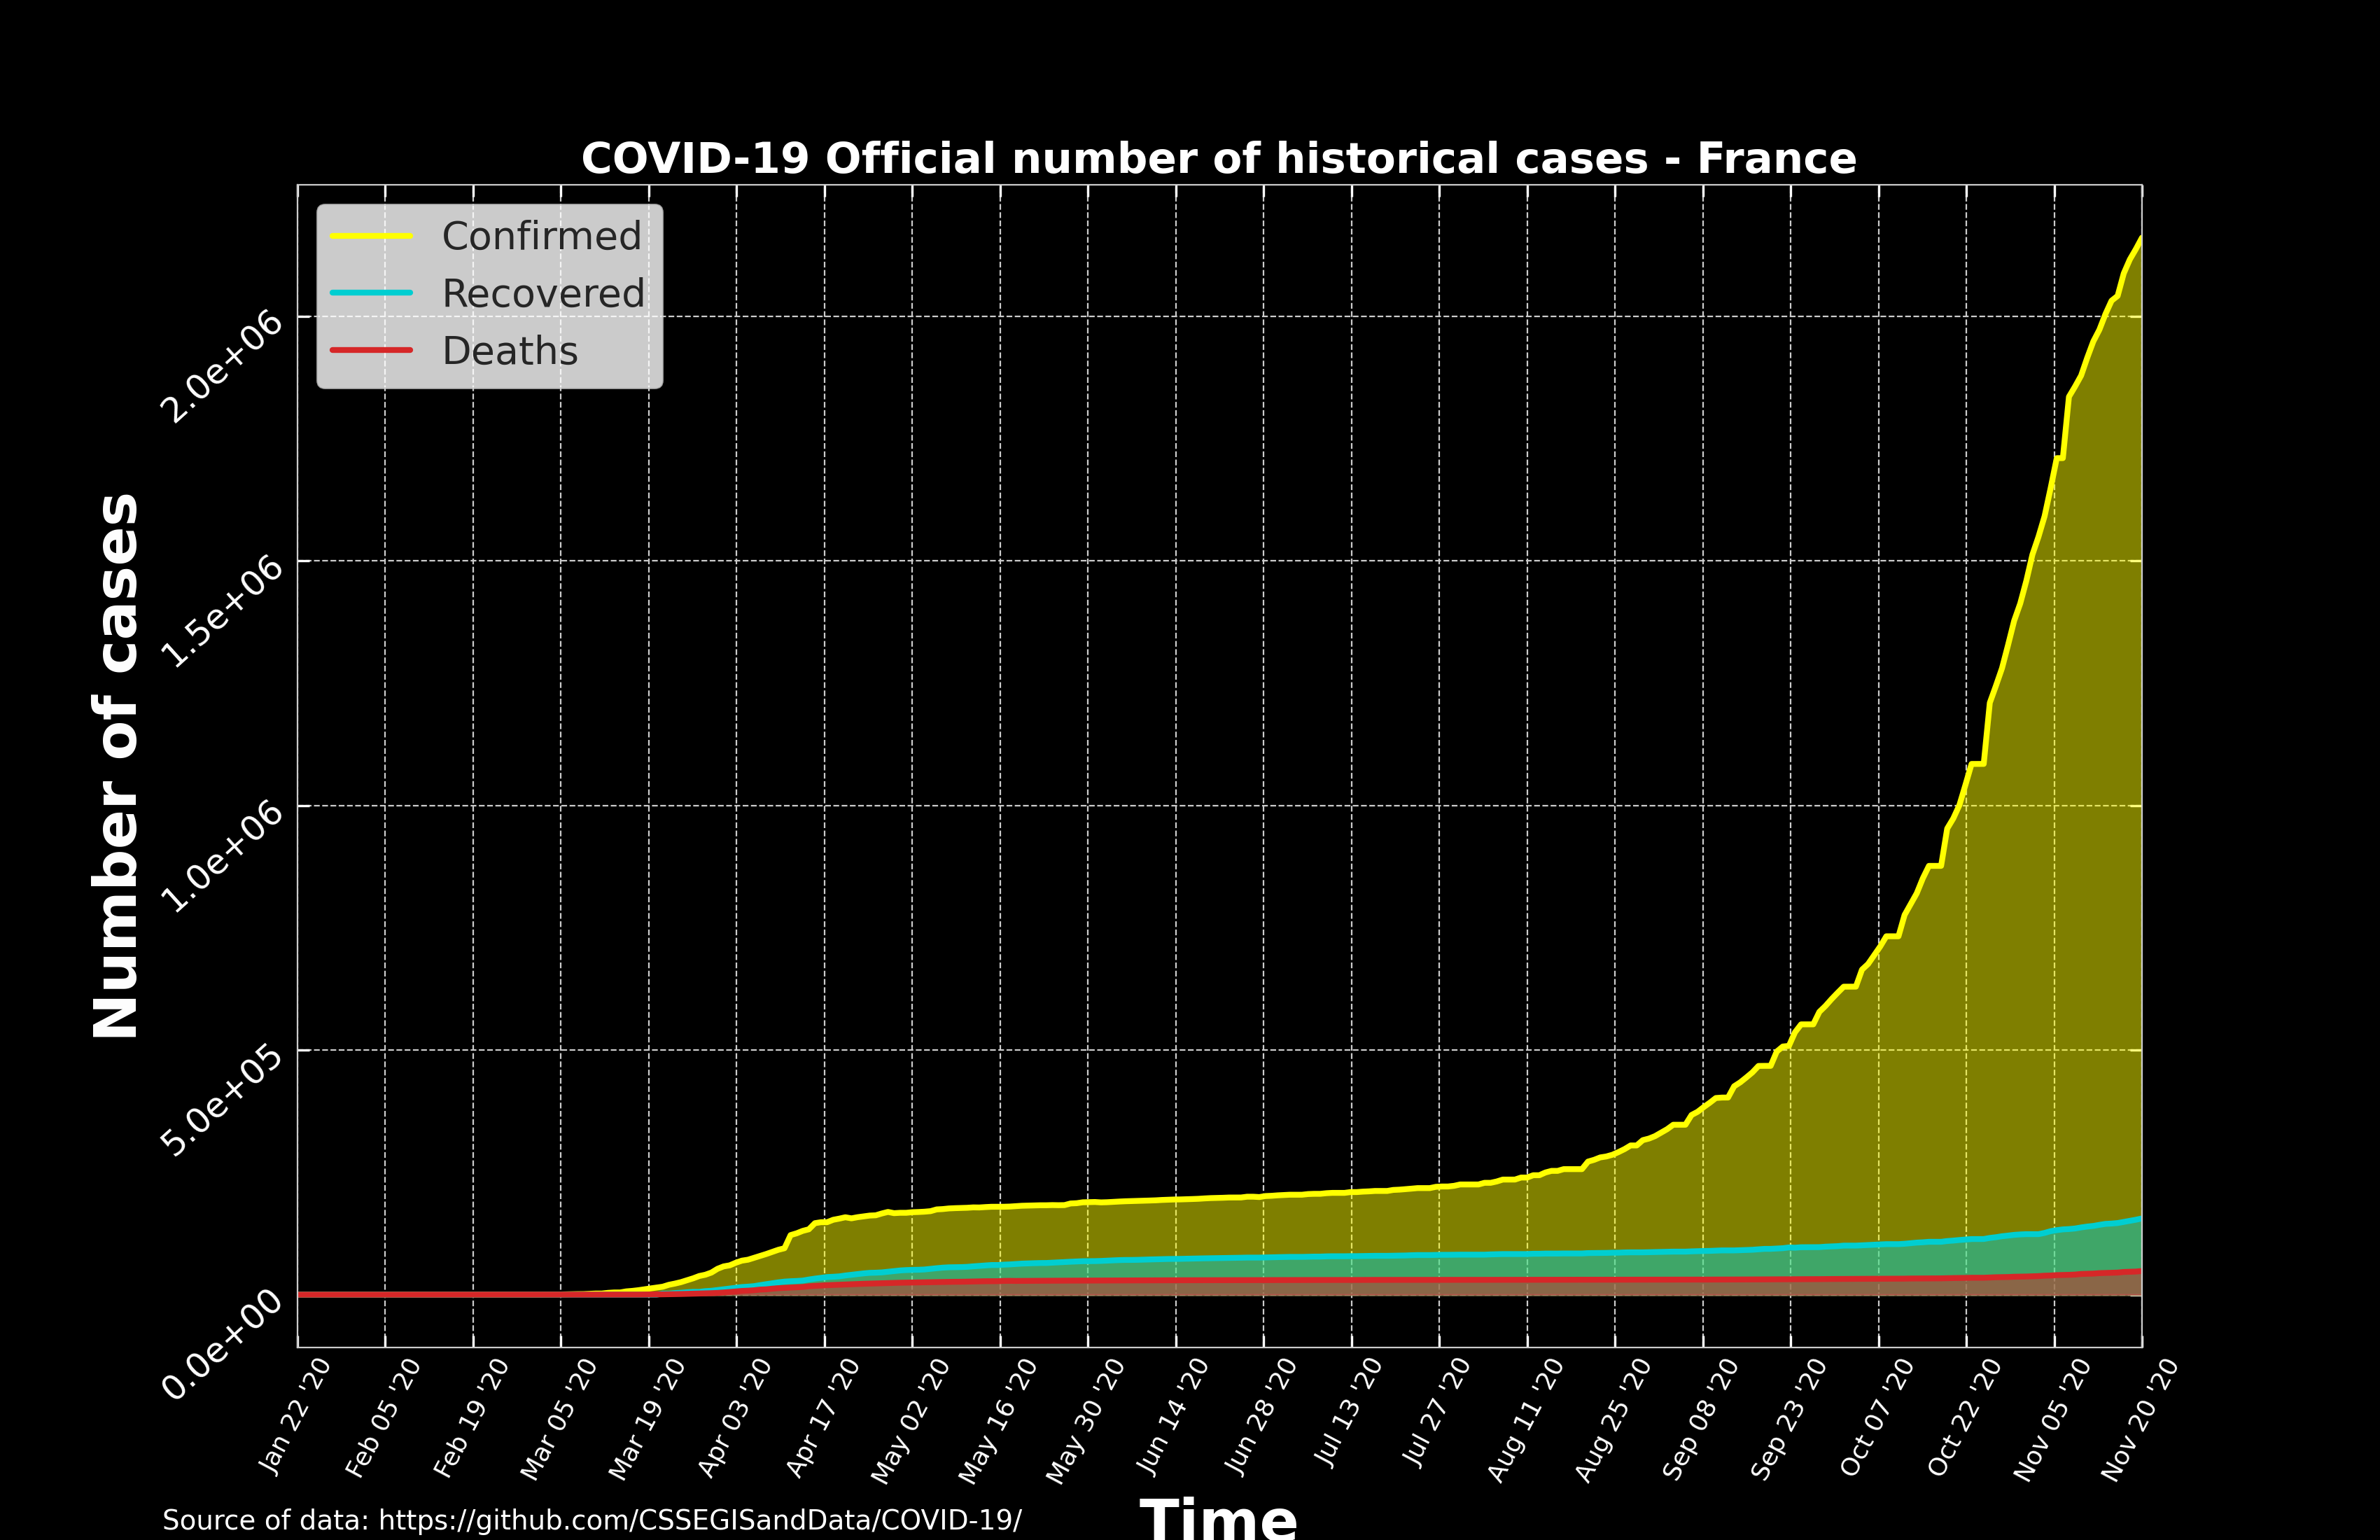 COVID-19 Official number of historical cases - France
Confirmed
Recovered
Deaths
Number of cases
2.0e+06
1.5e+06
1.0e+06
5.0e+05
0.0e+00
Jan 22 '20
Feb 05 '20
Feb 19 '20
Mar 05 '20
Mar 19 '20
Apr 03 '20
Apr 17 '20
May 02 '20
May 16 '20
May 30 '20
Jun 14 '20
Jun 28 '20
Jul 13 '20
Jul 27 '20
Aug 11 '20
Aug 25 '20
Sep 08 '20
Sep 23 '20
Oct 07 '20
Oct 22 '20
Nov 05 '20
Nov 20 '20
Time
Source of data: https://github.com/CSSEGISandData/COVID-19/